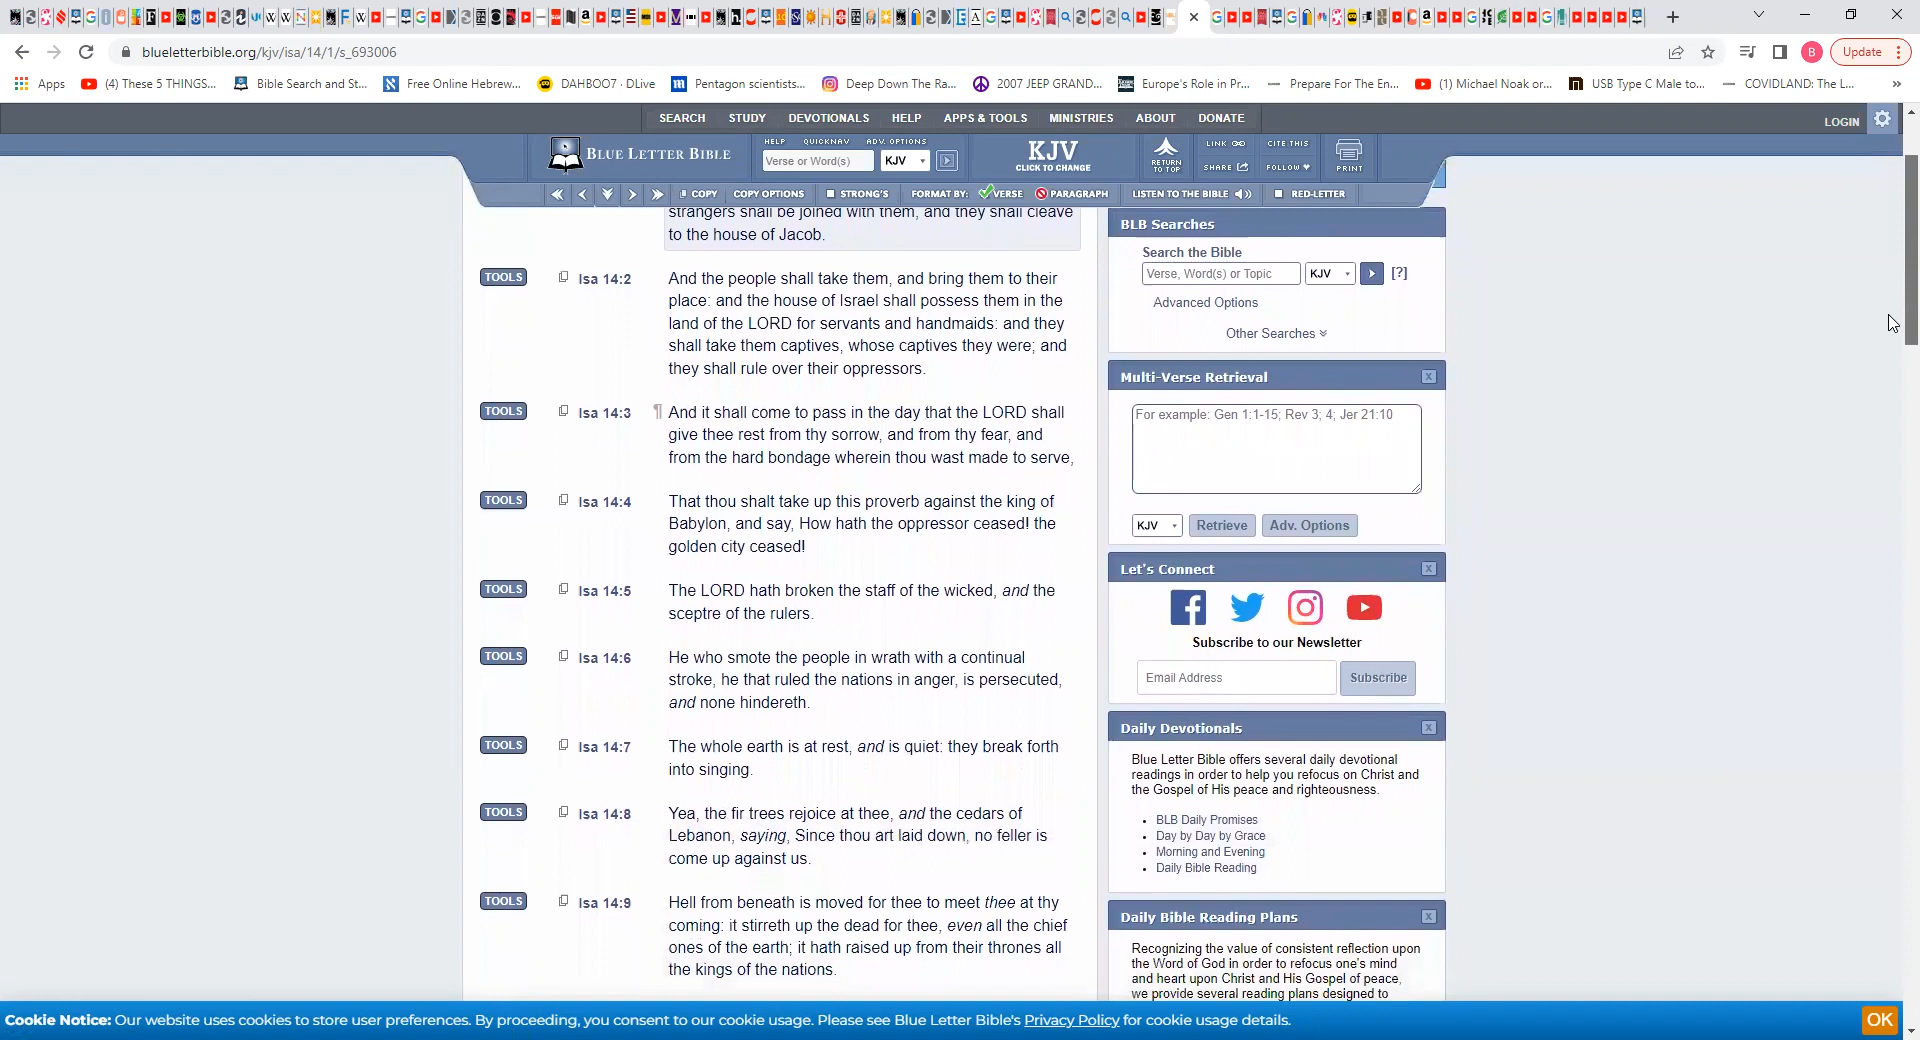 blueletterbible.org/kjv/isa/14/1/s_693006
B
Update
Apps
(4) These 5 THINGS...
Bible Search and St...
Free Online Hebrew...
DAHBOO7 · DLive
Pentagon scientists...
Deep Down The Ra...
2007 JEEP GRAND...
Europe's Role in Pr...
Prepare For The En...
(1) Michael Noak or...
USB Type C Male to...
COVIDLAND: The L...
SEARCH STUDY DEVOTIONALS HELP APPS & TOOLS MINISTRIES ABOUT DONATE
LOGIN
BLUE LETTER BIBLE
HELP QUICKNAV ADV. OPTIONS
Verse or Word(s) KJV
KJV
CLICK TO CHANGE
RETURN
TO TOP
LINK
SHARE
CITE THIS
FOLLOW
PRINT
COPY COPY OPTIONS STRONG'S FORMAT BY: VERSE PARAGRAPH LISTEN TO THE BIBLE RED-LETTER
strangers shall be joined with them, and they shall cleave
to the house of Jacob.
TOOLS Isa 14:2 And the people shall take them, and bring them to their
place: and the house of Israel shall possess them in the
land of the LORD for servants and handmaids: and they
shall take them captives, whose captives they were; and
they shall rule over their oppressors.
TOOLS Isa 14:3 ¶ And it shall come to pass in the day that the LORD shall
give thee rest from thy sorrow, and from thy fear, and
from the hard bondage wherein thou wast made to serve,
TOOLS Isa 14:4 That thou shalt take up this proverb against the king of
Babylon, and say, How hath the oppressor ceased! the
golden city ceased!
TOOLS Isa 14:5 The LORD hath broken the staff of the wicked, and the
sceptre of the rulers.
TOOLS Isa 14:6 He who smote the people in wrath with a continual
stroke, he that ruled the nations in anger, is persecuted,
and none hindereth.
TOOLS Isa 14:7 The whole earth is at rest, and is quiet: they break forth
into singing.
TOOLS Isa 14:8 Yea, the fir trees rejoice at thee, and the cedars of
Lebanon, saying, Since thou art laid down, no feller is
come up against us.
TOOLS Isa 14:9 Hell from beneath is moved for thee to meet thee at thy
coming: it stirreth up the dead for thee, even all the chief
ones of the earth; it hath raised up from their thrones all
the kings of the nations.
BLB Searches
Search the Bible
Verse, Word(s) or Topic KJV [?]
Advanced Options
Other Searches
Multi-Verse Retrieval x
For example: Gen 1:1-15; Rev 3; 4; Jer 21:10
KJV Retrieve Adv. Options
Let's Connect x
Subscribe to our Newsletter
Email Address Subscribe
Daily Devotionals x
Blue Letter Bible offers several daily devotional
readings in order to help you refocus on Christ and
the Gospel of His peace and righteousness.
BLB Daily Promises
Day by Day by Grace
Morning and Evening
Daily Bible Reading
Daily Bible Reading Plans x
Recognizing the value of consistent reflection upon
the Word of God in order to refocus one's mind
and heart upon Christ and His Gospel of peace,
we provide several reading plans designed to
Cookie Notice: Our website uses cookies to store user preferences. By proceeding, you consent to our cookie usage. Please see Blue Letter Bible's Privacy Policy for cookie usage details.
OK